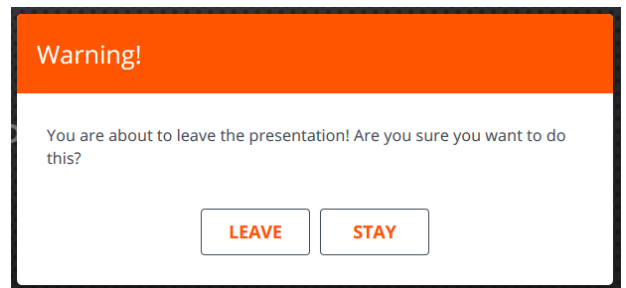 Warning!
You are about to leave the presentation! Are you sure you want to do
this?
LEAVE STAY